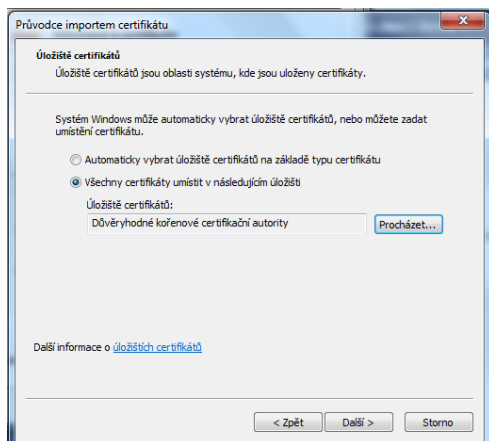 Průvodce importem certifikátu
Úložiště certifikátů
Úložiště certifikátů jsou oblasti systému, kde jsou uloženy certifikáty.
Systém Windows může automaticky vybrat úložiště certifikátů, nebo můžete zadat
umístění certifikátu.
Automaticky vybrat úložiště certifikátů na základě typu certifikátu
Všechny certifikáty umístit v následujícím úložišti
Úložiště certifikátů:
Důvěryhodné kořenové certifikační autority
Procházet...
Další informace o úložištích certifikátů
< Zpět
Další >
Storno